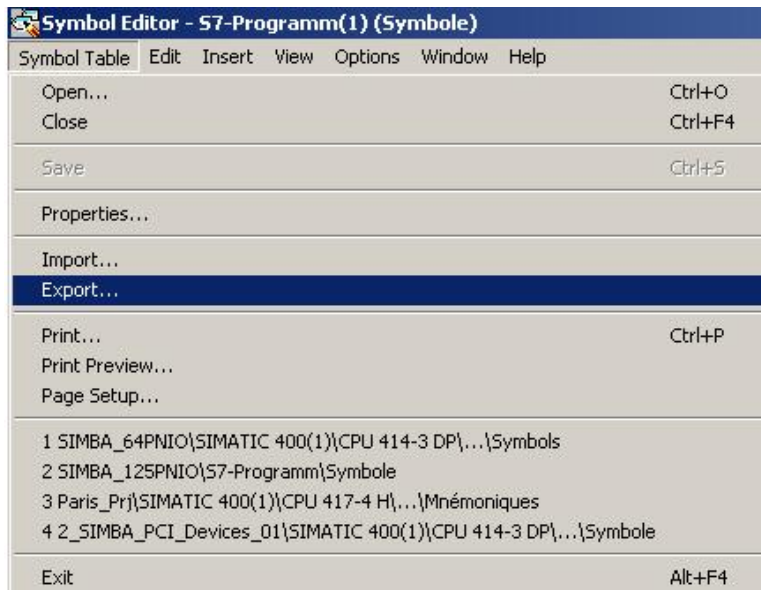 Symbol Editor - S7-Programm(1) (Symbole)
Symbol Table Edit Insert View Options Window Help
Open... Ctrl+O
Close Ctrl+F4
Save Ctrl+S
Properties...
Import...
Export...
Print... Ctrl+P
Print Preview...
Page Setup...
1 SIMBA_64PNIO\SIMATIC 400(1)\CPU 414-3 DP\...\Symbols
2 SIMBA_125PNIO\S7-Programm\Symbole
3 Paris_Prj\SIMATIC 400(1)\CPU 417-4 H\...\Mnémoniques
4 2_SIMBA_PCI_Devices_01\SIMATIC 400(1)\CPU 414-3 DP\...\Symbole
Exit Alt+F4